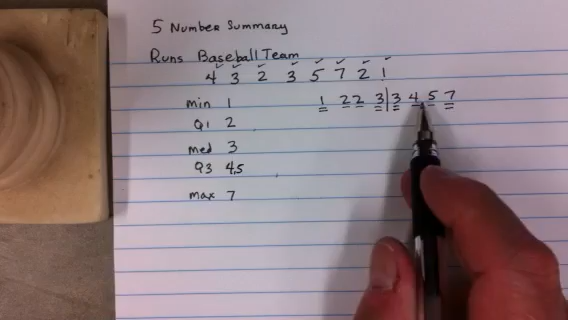 5 Number Summary
Runs Baseball Team
4 3 2 3 5 7 2 1
min 1
1 2 2 3 | 3 4 5 7
Q1 2
med 3
Q3 4.5
max 7